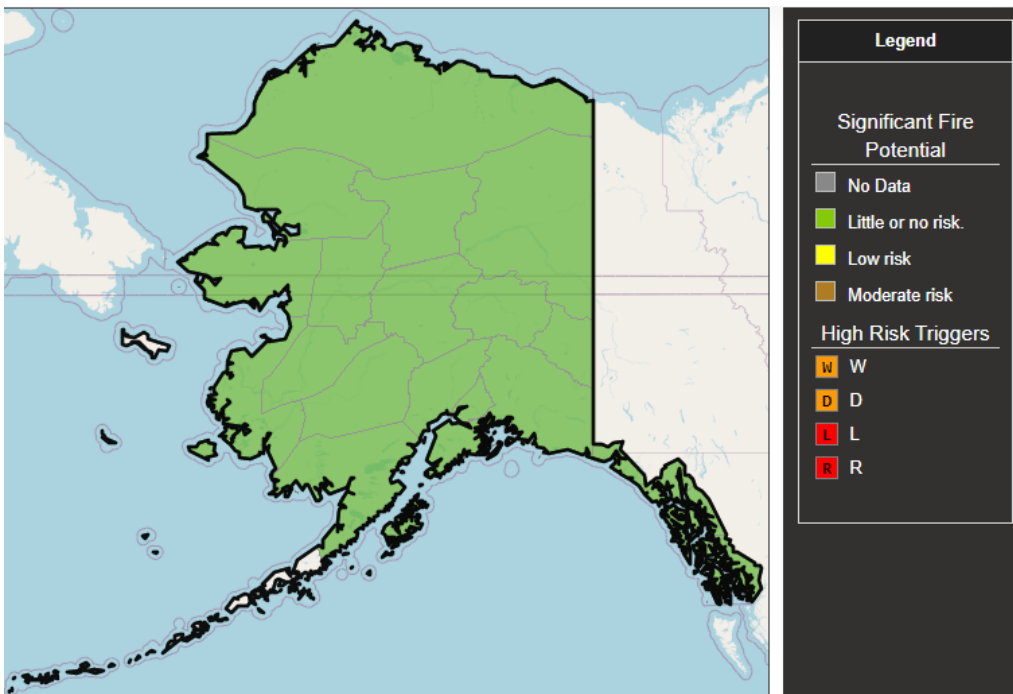 Legend
Significant Fire
Potential
No Data
Little or no risk.
Low risk
Moderate risk
High Risk Triggers
W W
D D
L L
R R